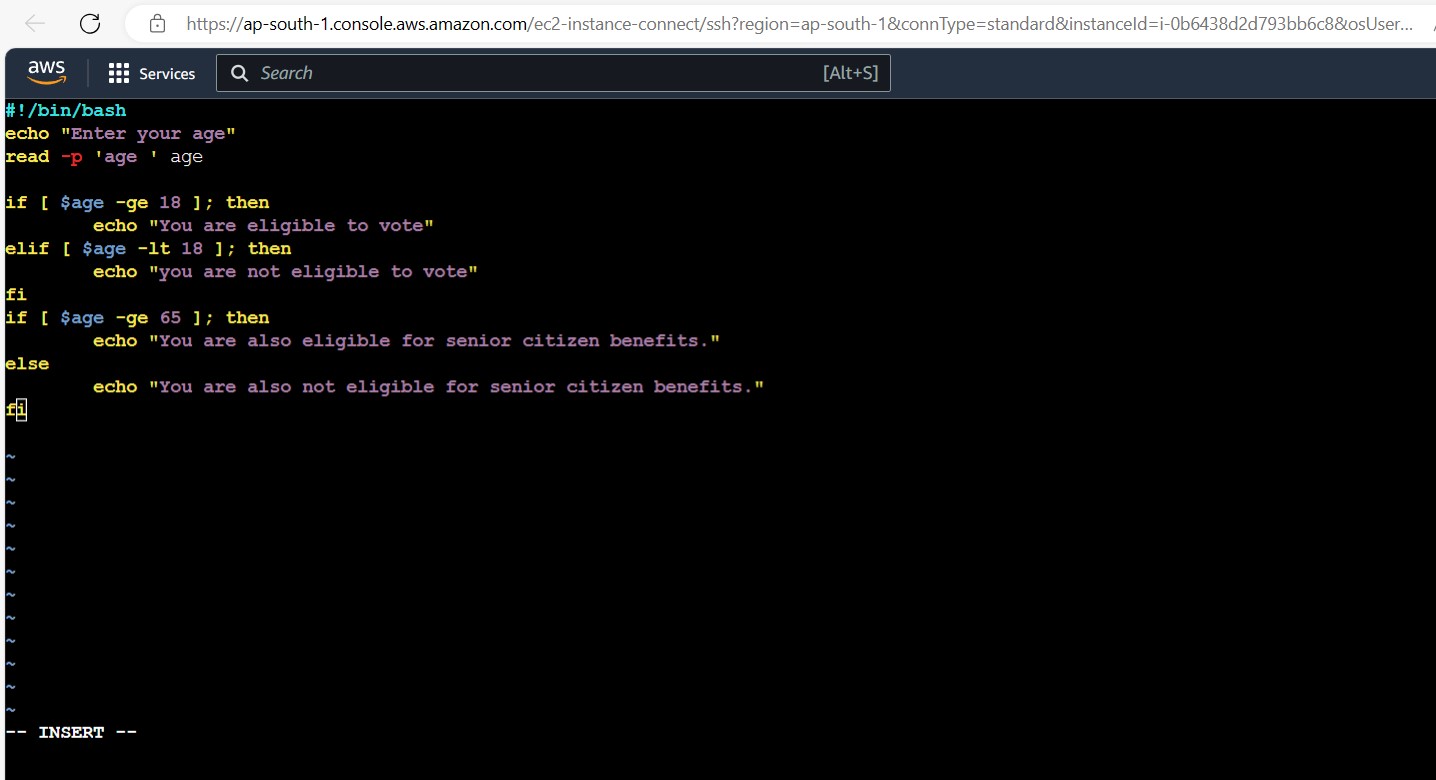 https://ap-south-1.console.aws.amazon.com/ec2-instance-connect/ssh?region=ap-south-1&connType=standard&instanceId=i-0b6438d2d793bb6c8&osUser...
aws Services Search [Alt+S]
#!/bin/bash
echo "Enter your age"
read -p 'age ' age
if [ $age -ge 18 ]; then
        echo "You are eligible to vote"
elif [ $age -lt 18 ]; then
        echo "you are not eligible to vote"
fi
if [ $age -ge 65 ]; then
        echo "You are also eligible for senior citizen benefits."
else
        echo "You are also not eligible for senior citizen benefits."
fi
~
~
~
~
~
~
~
~
~
~
~
~
-- INSERT --